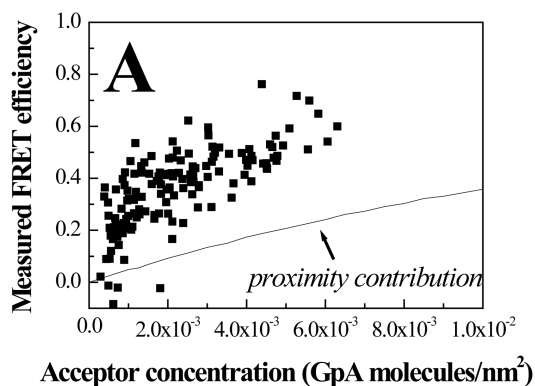 A
Measured FRET efficiency
1.0
0.8
0.6
0.4
0.2
0.0
proximity contribution
0.0 2.0x10⁻³ 4.0x10⁻³ 6.0x10⁻³ 8.0x10⁻³ 1.0x10⁻²
Acceptor concentration (GpA molecules/nm²)